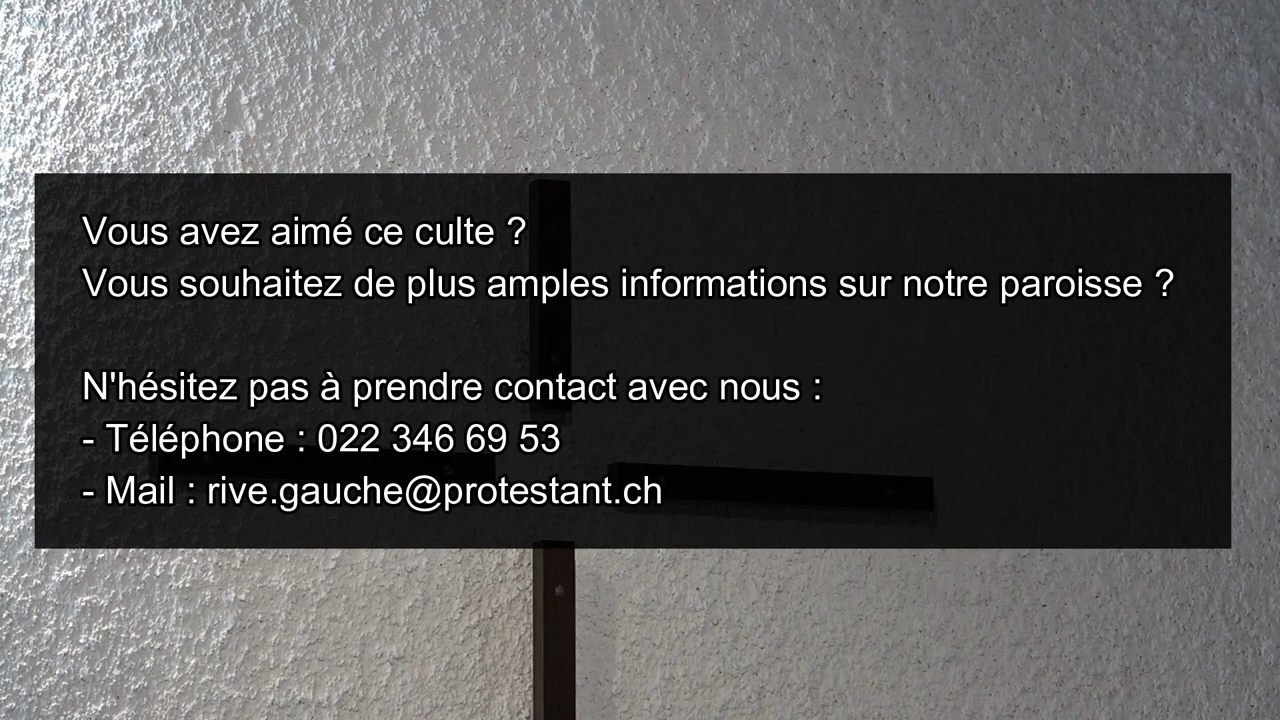 Vous avez aimé ce culte ?
Vous souhaitez de plus amples informations sur notre paroisse ?
N'hésitez pas à prendre contact avec nous :
- Téléphone : 022 346 69 53
- Mail : rive.gauche@protestant.ch